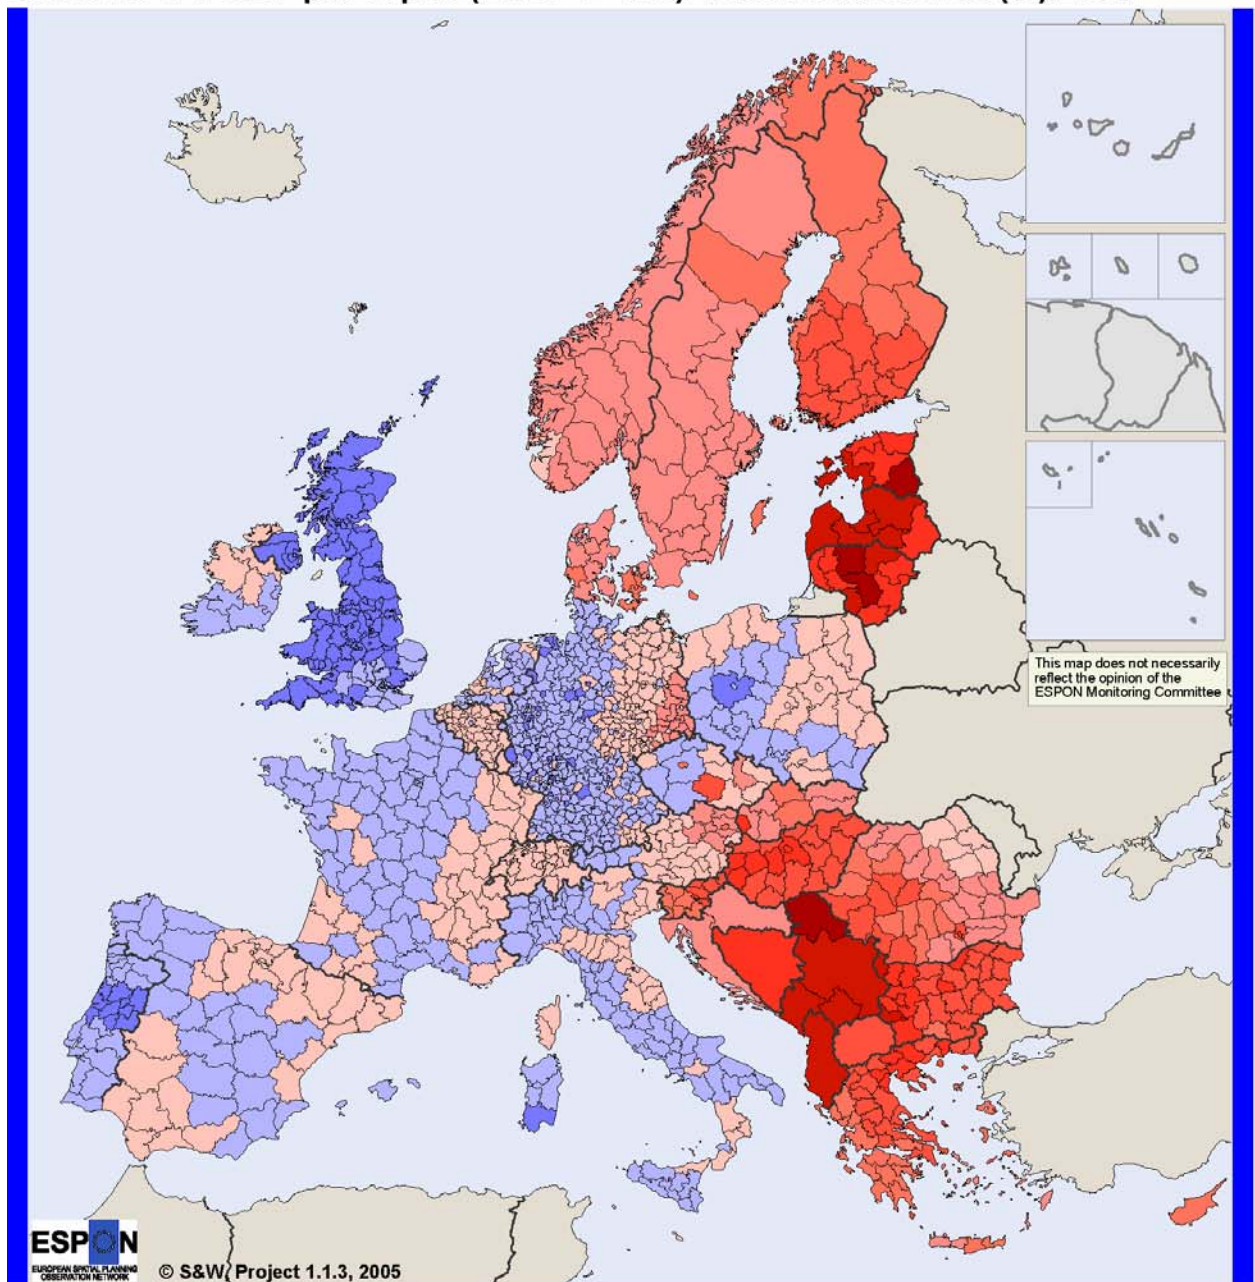 This map does not necessarily
reflect the opinion of the
ESPON Monitoring Committee
ESPON
EUROPEAN SPATIAL PLANNING
OBSERVATION NETWORK
© S&W, Project 1.1.3, 2005